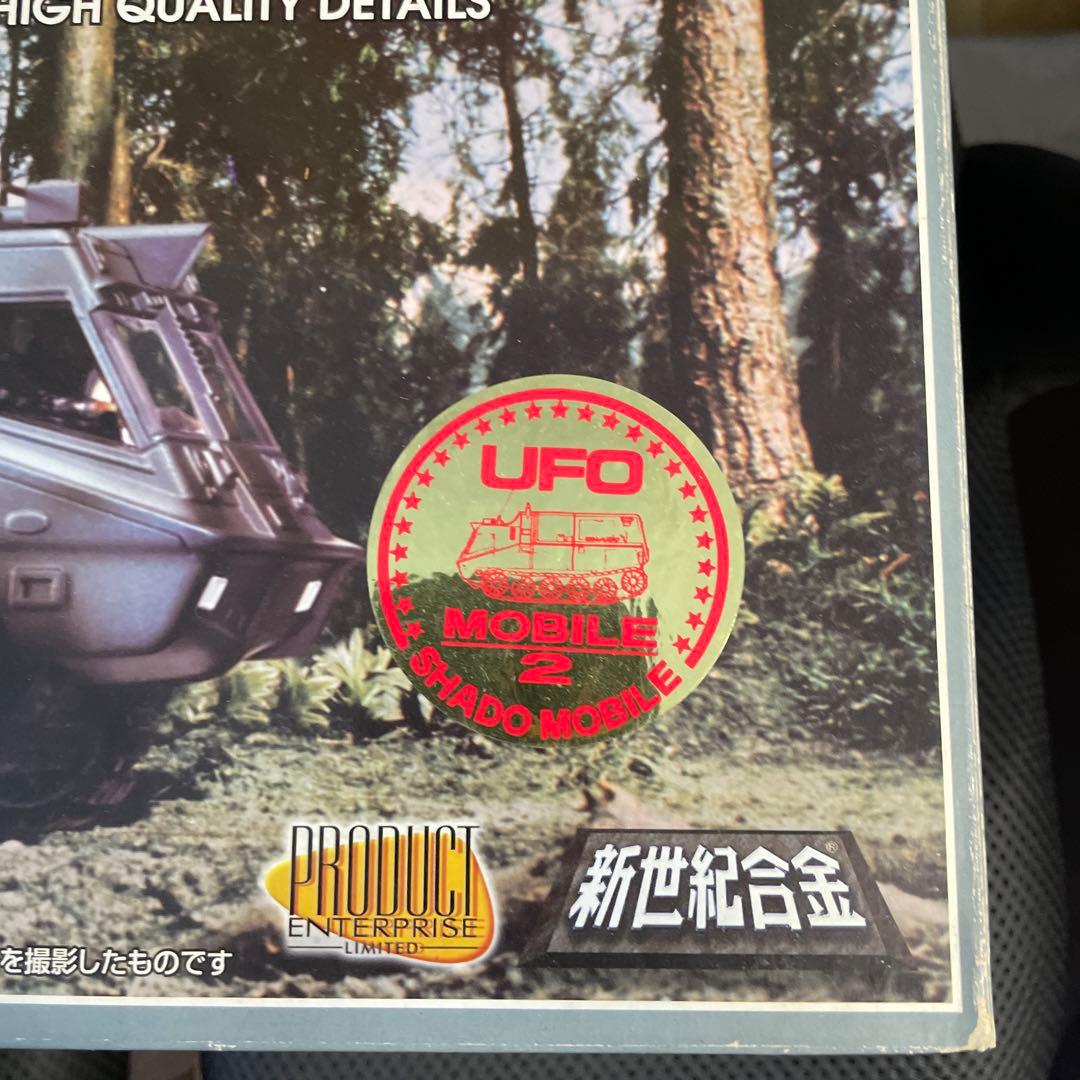 HIGH QUALITY DETAILS
UFO
MOBILE
2
SHADO MOBILE
PRODUCT
ENTERPRISE
LIMITED
新世紀合金®
を撮影したものです